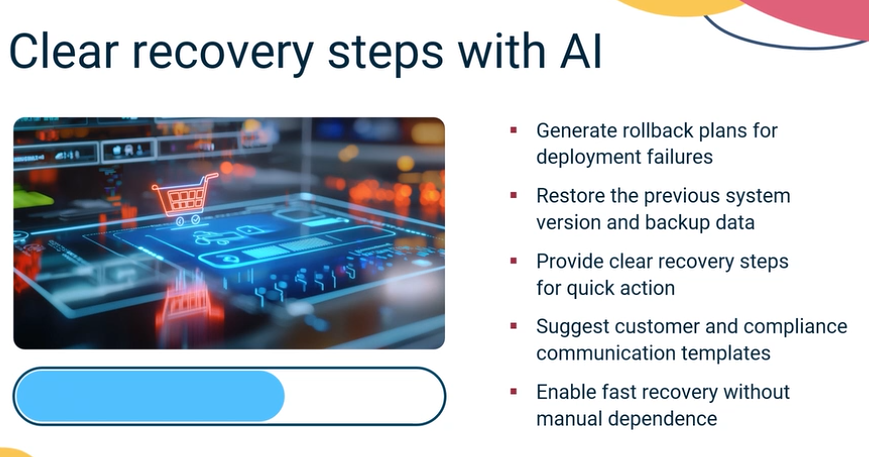 Clear recovery steps with AI
Generate rollback plans for
deployment failures
Restore the previous system
version and backup data
Provide clear recovery steps
for quick action
Suggest customer and compliance
communication templates
Enable fast recovery without
manual dependence